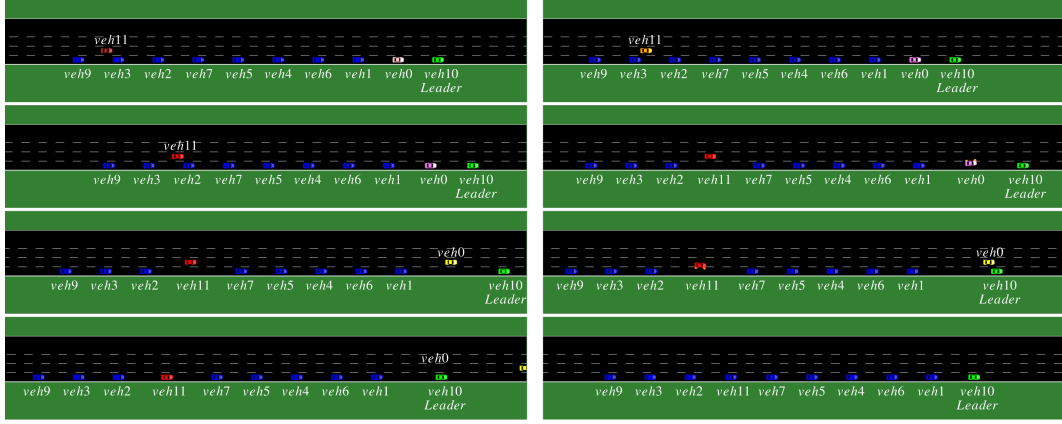 veh11
veh9 veh3 veh2 veh7 veh5 veh4 veh6 veh1 veh0 veh10
Leader
veh11
veh9 veh3 veh2 veh7 veh5 veh4 veh6 veh1 veh0 veh10
Leader
veh11
veh9 veh3 veh2 veh7 veh5 veh4 veh6 veh1 veh0 veh10
Leader
veh9 veh3 veh2 veh11 veh7 veh5 veh4 veh6 veh1 veh0 veh10
Leader
veh0
veh9 veh3 veh2 veh11 veh7 veh5 veh4 veh6 veh1 veh10
Leader
veh0
veh9 veh3 veh2 veh11 veh7 veh5 veh4 veh6 veh1 veh10
Leader
veh0
veh9 veh3 veh2 veh11 veh7 veh5 veh4 veh6 veh1 veh10
Leader
veh9 veh3 veh2 veh11 veh7 veh5 veh4 veh6 veh1 veh10
Leader